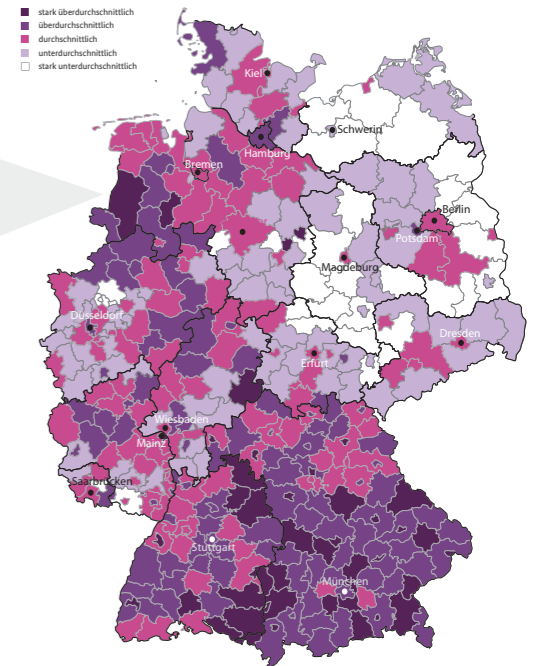 stark überdurchschnittlich
überdurchschnittlich
durchschnittlich
unterdurchschnittlich
stark unterdurchschnittlich
Kiel
Schwerin
Hamburg
Bremen
Berlin
Potsdam
Magdeburg
Düsseldorf
Dresden
Erfurt
Wiesbaden
Mainz
Saarbrücken
Stuttgart
München